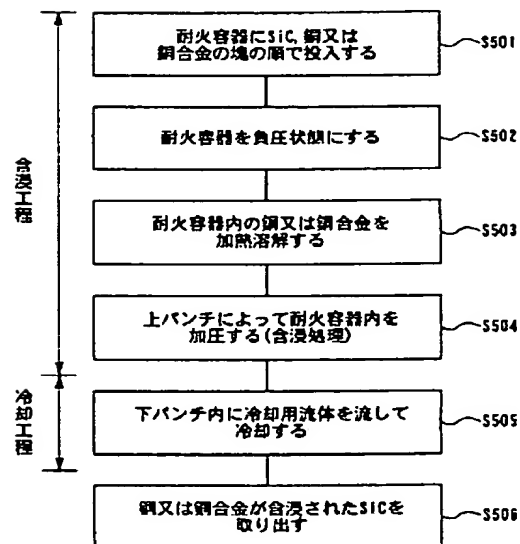 耐火容器にSiC，銅又は
銅合金の塊の順で投入する
S501
耐火容器を負圧状態にする
S502
含浸工程
耐火容器内の銅又は銅合金を
加熱溶解する
S503
上パンチによって耐火容器内を
加圧する(含浸処理)
S504
冷却工程
下パンチ内に冷却用流体を流して
冷却する
S505
銅又は銅合金が含浸されたSiCを
取り出す
S506